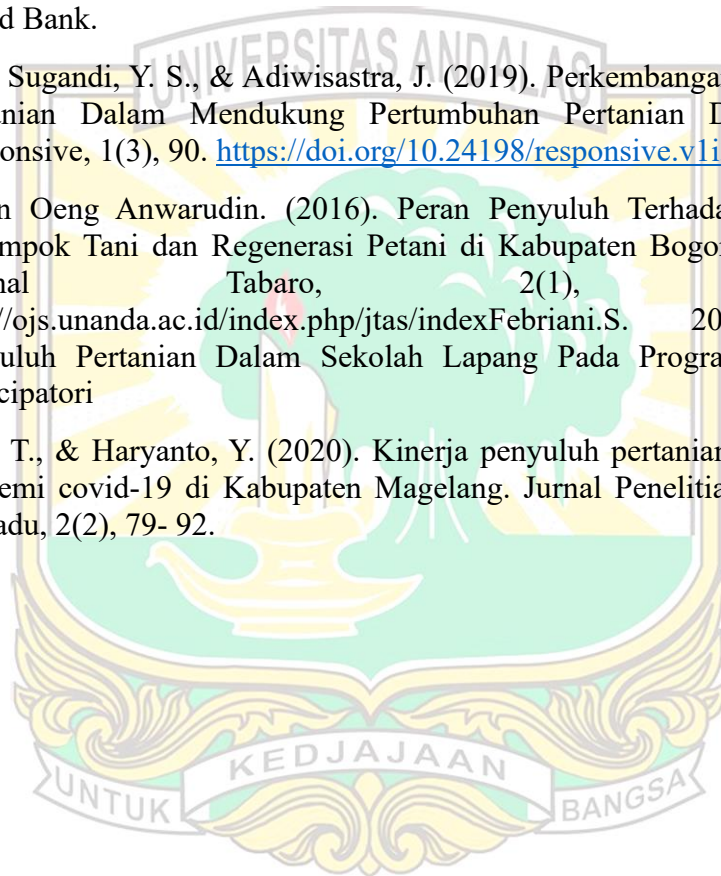 d Bank.
UNIVERSITAS ANDALAS
Sugandi, Y. S., & Adiwisastra, J. (2019). Perkembanga
anian Dalam Mendukung Pertumbuhan Pertanian D
onsive, 1(3), 90. https://doi.org/10.24198/responsive.v1i
n Oeng Anwarudin. (2016). Peran Penyuluh Terhada
mpok Tani dan Regenerasi Petani di Kabupaten Bogor
nal Tabaro, 2(1),
//ojs.unanda.ac.id/index.php/jtas/indexFebriani.S. 20
uluh Pertanian Dalam Sekolah Lapang Pada Progra
cipatori
T., & Haryanto, Y. (2020). Kinerja penyuluh pertanian
emi covid-19 di Kabupaten Magelang. Jurnal Penelitia
adu, 2(2), 79- 92.
UNTUK KEDJAJAAN BANGSA